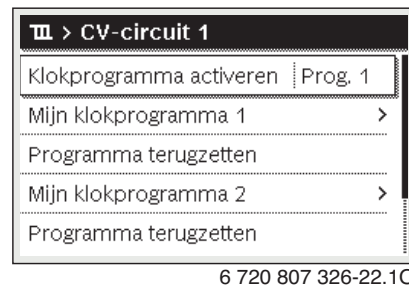 > CV-circuit 1
Klokprogramma activeren Prog. 1
Mijn klokprogramma 1 >
Programma terugzetten
Mijn klokprogramma 2 >
Programma terugzetten
6 720 807 326-22.1O